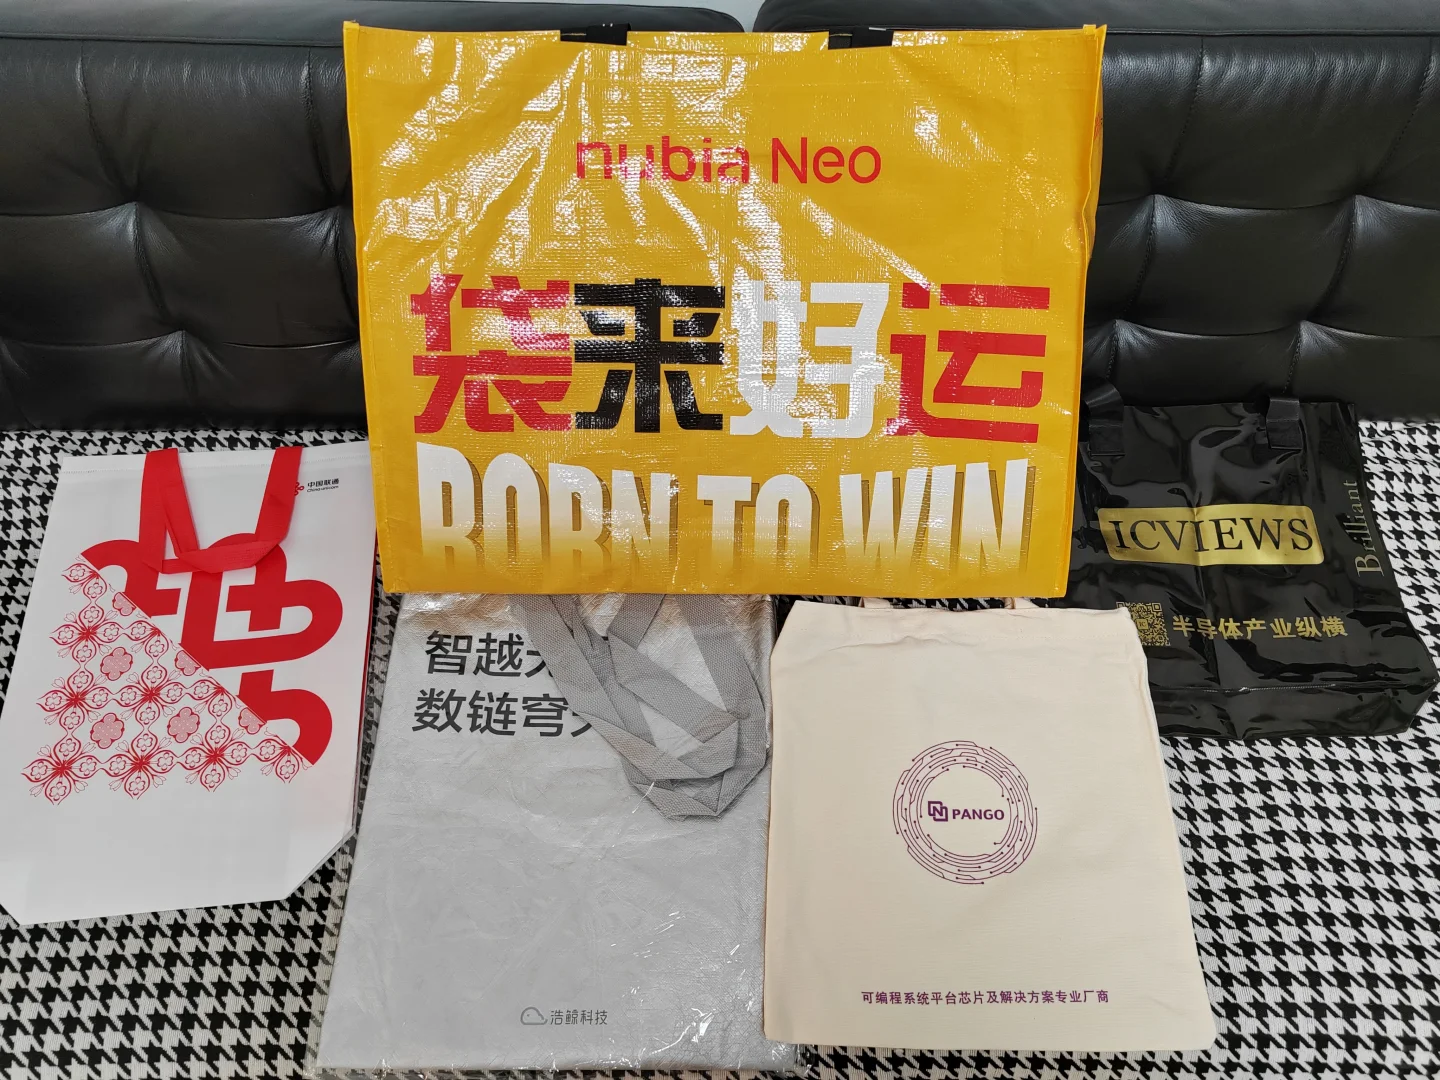 nubia Neo
袋来好运
BORN TO WIN
中国联通
China unicom
智越
数链穹
浩鲸科技
PANGO
可编程系统平台芯片及解决方案专业厂商
ICVIEWS
Brilliant
半导体产业纵横